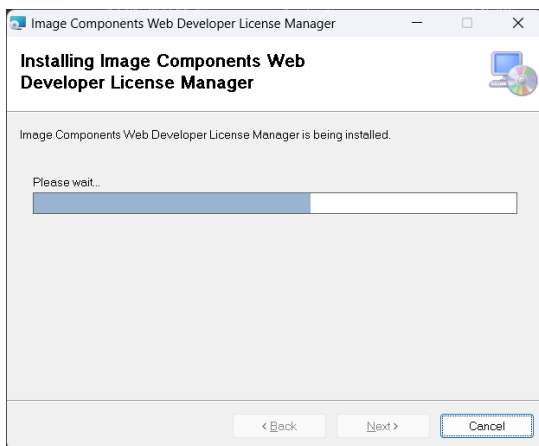 Image Components Web Developer License Manager
Installing Image Components Web
Developer License Manager
Image Components Web Developer License Manager is being installed.
Please wait...
< Back
Next >
Cancel